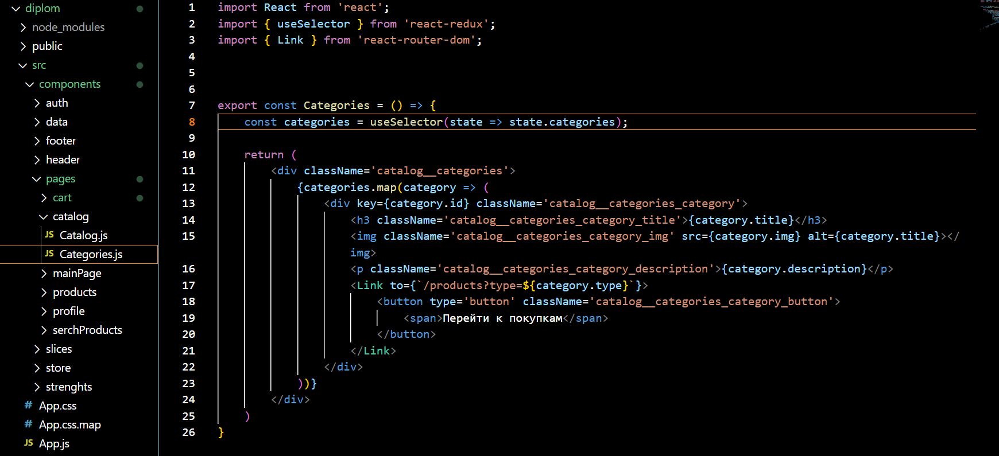 diplom
node_modules
public
src
components
auth
data
footer
header
pages
cart
catalog
JS Catalog.js
JS Categories.js
mainPage
products
profile
serchProducts
slices
store
strenghts
# App.css
# App.css.map
JS App.js
1 import React from 'react';
2 import { useSelector } from 'react-redux';
3 import { Link } from 'react-router-dom';
4
5
6
7 export const Categories = () => {
8 const categories = useSelector(state => state.categories);
9
10 return (
11 <div className='catalog__categories'>
12 {categories.map(category => (
13 <div key={category.id} className='catalog__categories_category'>
14 <h3 className='catalog__categories_category_title'>{category.title}</h3>
15 <img className='catalog__categories_category_img' src={category.img} alt={category.title}></
img>
16 <p className='catalog__categories_category_description'>{category.description}</p>
17 <Link to={`/products?type=${category.type}`}>
18 <button type='button' className='catalog__categories_category_button'>
19 <span>Перейти к покупкам</span>
20 </button>
21 </Link>
22 </div>
23 ))}
24 </div>
25 )
26 }